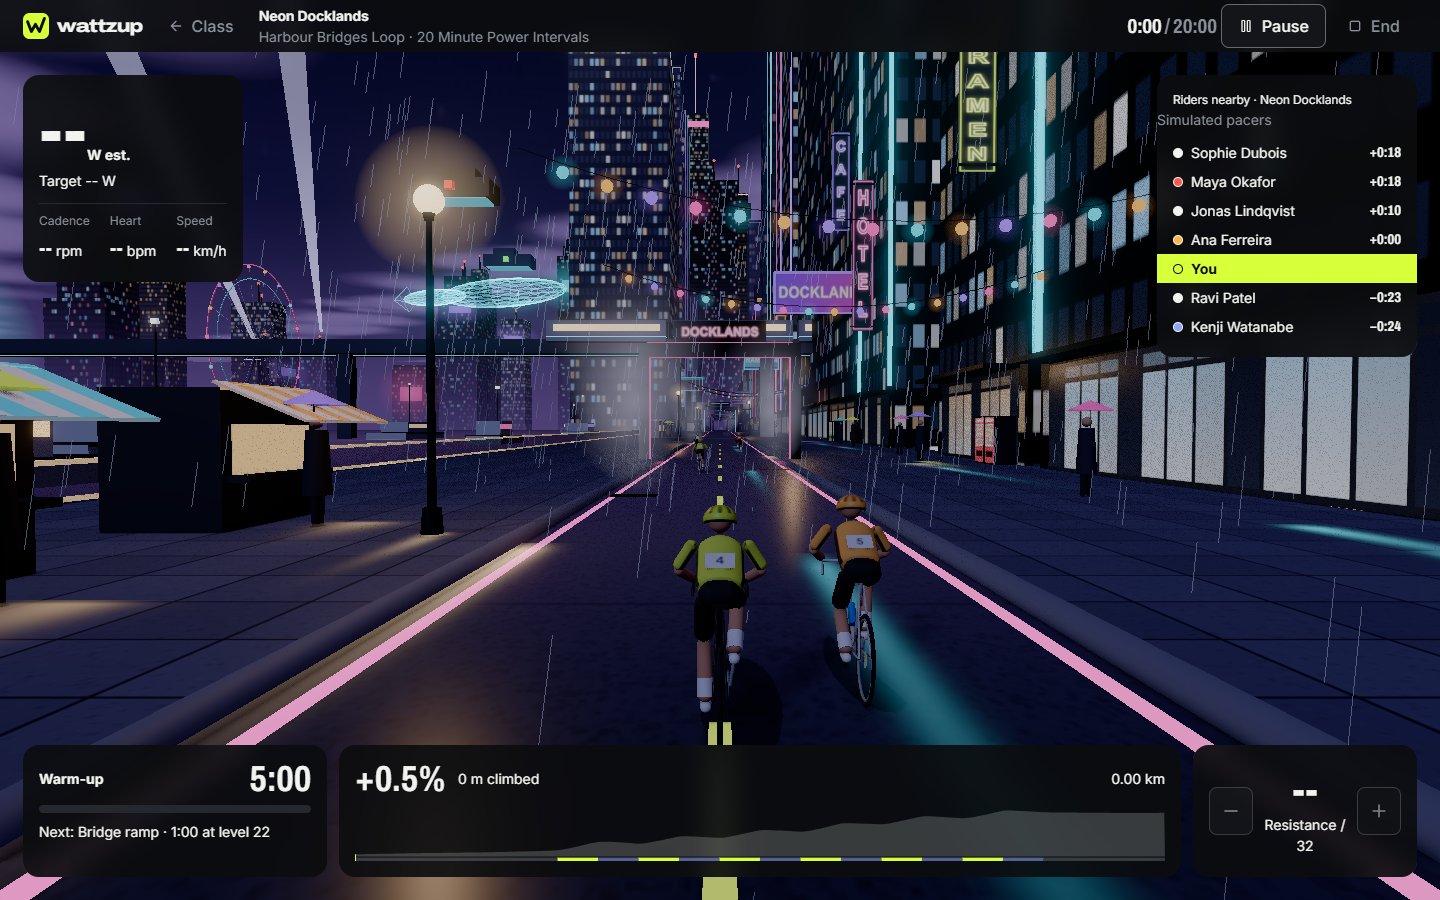 wattzup
Class
Neon Docklands
Harbour Bridges Loop · 20 Minute Power Intervals
0:00 / 20:00
Pause
End
-- W est.
Target -- W
Cadence Heart Speed
-- rpm -- bpm -- km/h
Riders nearby · Neon Docklands
Simulated pacers
Sophie Dubois +0:18
Maya Okafor +0:18
Jonas Lindqvist +0:10
Ana Ferreira +0:00
You
Ravi Patel −0:23
Kenji Watanabe −0:24
RAMEN
CAFE
HOTEL
DOCKLAN
DOCKLANDS
4
5
Warm-up 5:00
Next: Bridge ramp · 1:00 at level 22
+0.5% 0 m climbed 0.00 km
--
Resistance /
32